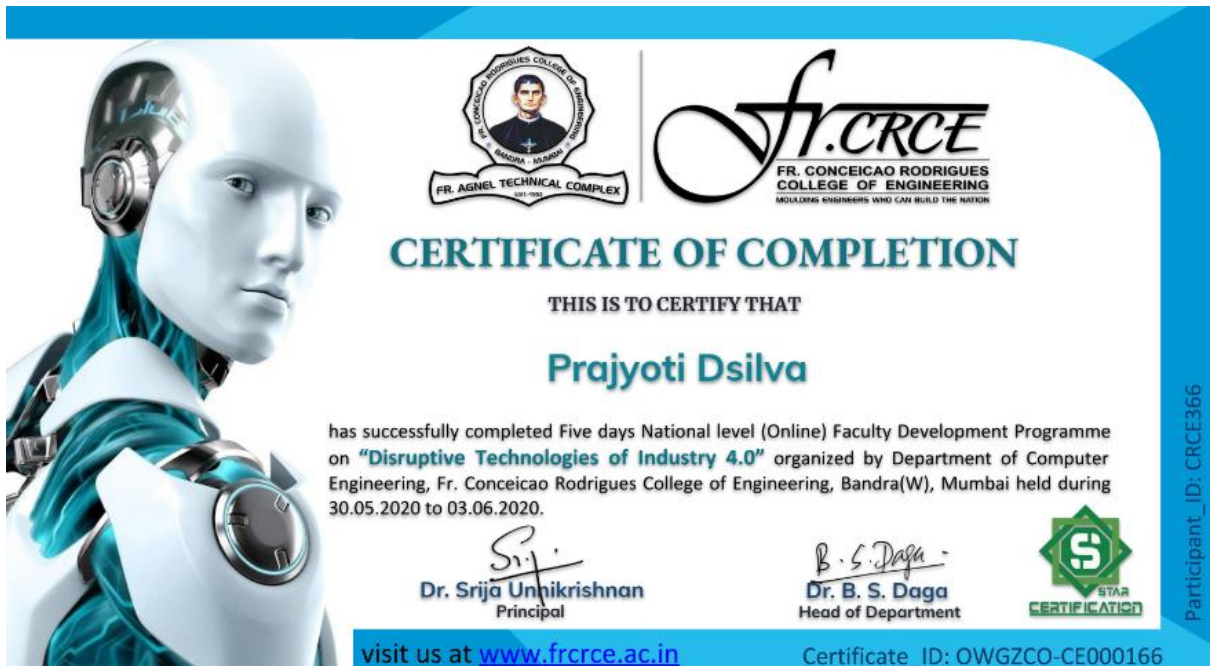 FR. CONCEICAO RODRIGUES COLLEGE OF ENGINEERING
BANDRA - MUMBAI
FR. AGNEL TECHNICAL COMPLEX
fr.CRCE
FR. CONCEICAO RODRIGUES
COLLEGE OF ENGINEERING
MOULDING ENGINEERS WHO CAN BUILD THE NATION
CERTIFICATE OF COMPLETION
THIS IS TO CERTIFY THAT
Prajyoti Dsilva
has successfully completed Five days National level (Online) Faculty Development Programme
on “Disruptive Technologies of Industry 4.0” organized by Department of Computer
Engineering, Fr. Conceicao Rodrigues College of Engineering, Bandra(W), Mumbai held during
30.05.2020 to 03.06.2020.
B. S. Daga
Dr. Srija Unnikrishnan
Principal
Dr. B. S. Daga
Head of Department
S
STAR
CERTIFICATION
Participant_ID: CRCE366
visit us at www.frcrce.ac.in
Certificate_ID: OWGZCO-CE000166